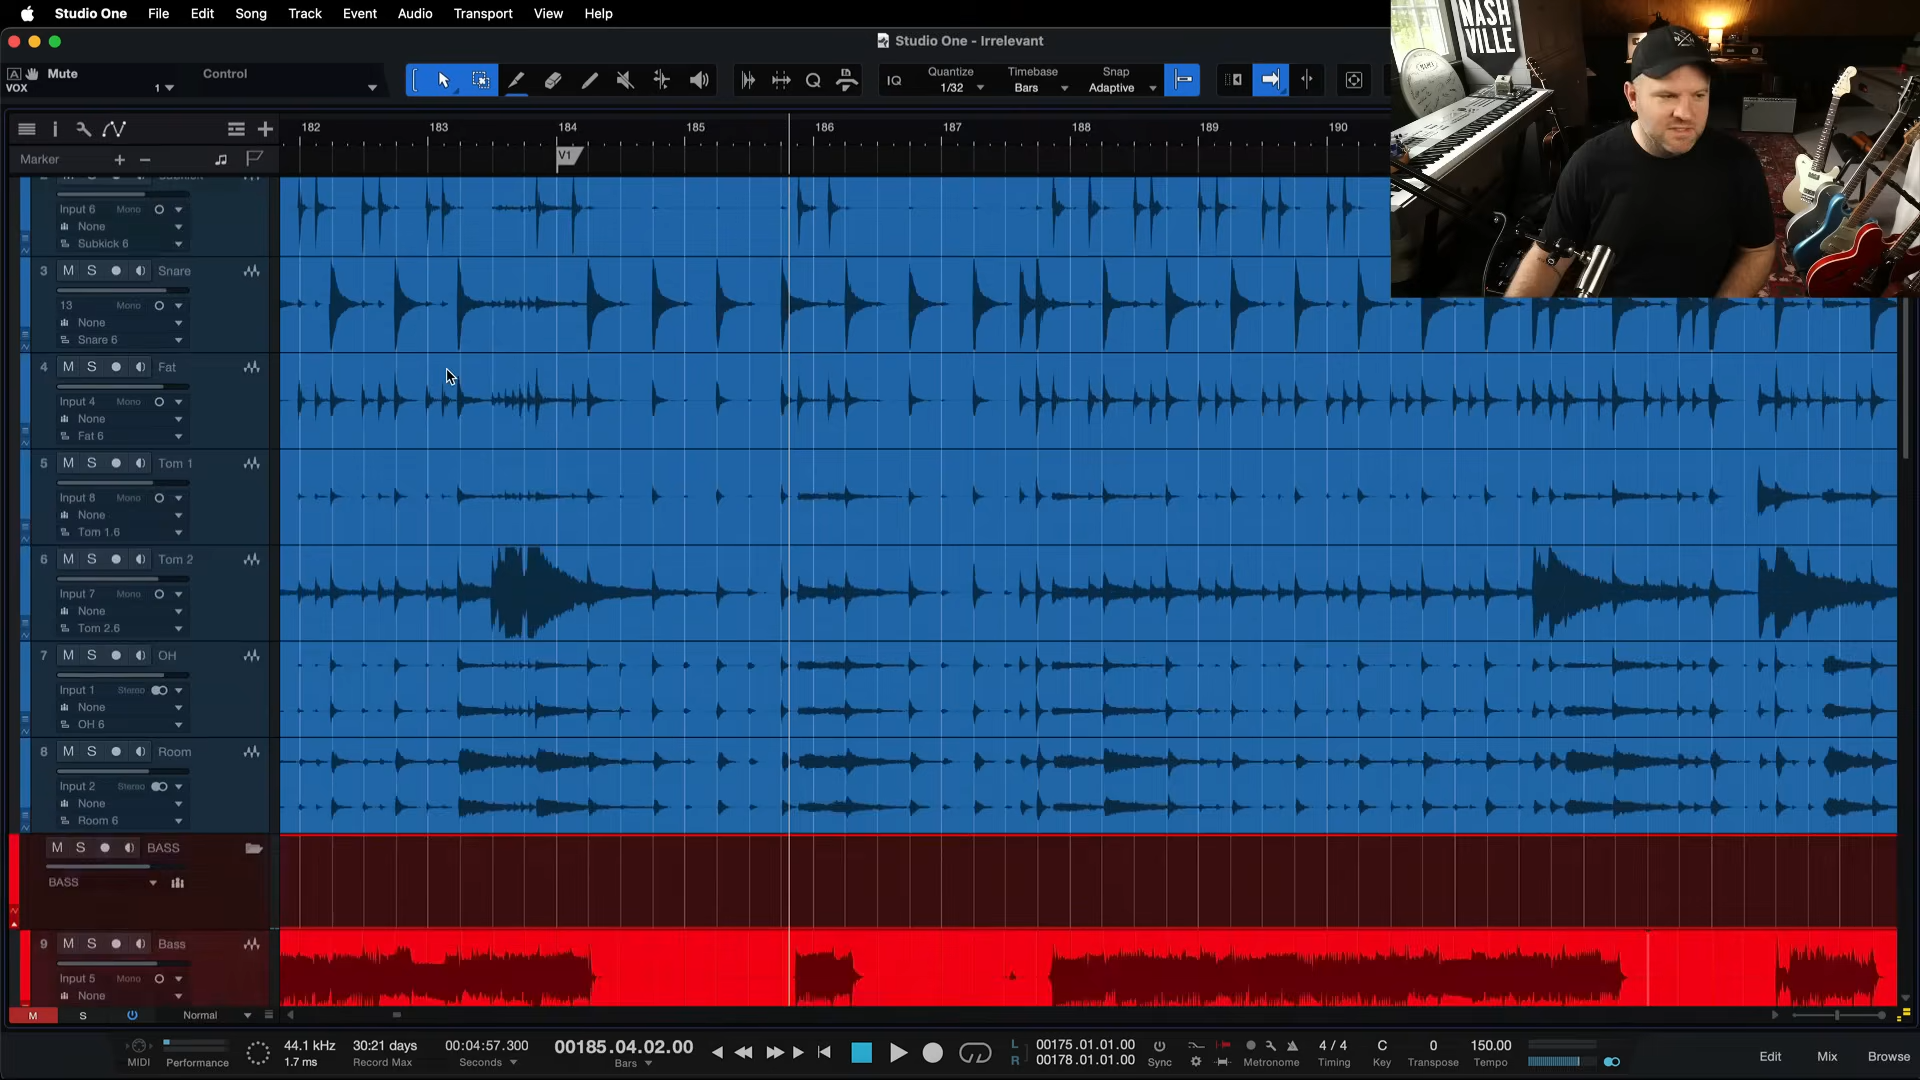 Studio One File Edit Song Track Event Audio Transport View Help
Studio One - Irrelevant
NASH
VILLE
A Mute Control
VOX 1
IQ Quantize Timebase Snap
1/32 Bars Adaptive
182 183 184 185 186 187 188 189 190
Marker
V1
Input 6 Mono
None
Subkick 6
3 M S Snare
13 Mono
None
Snare 6
4 M S Fat
Input 4 Mono
None
Fat 6
5 M S Tom 1
Input 8 Mono
None
Tom 1.6
6 M S Tom 2
Input 7 Mono
None
Tom 2.6
7 M S OH
Input 1 Stereo
None
OH 6
8 M S Room
Input 2 Stereo
None
Room 6
M S BASS
BASS
9 M S Bass
Input 5 Mono
None
M S Normal
MIDI Performance
44.1 kHz
1.7 ms
30:21 days
Record Max
00:04:57.300
Seconds
00185.04.02.00
Bars
L 00175.01.01.00
R 00178.01.01.00
Sync
Metronome
4 / 4
Timing
C
Key
0
Transpose
150.00
Tempo
Edit Mix Browse